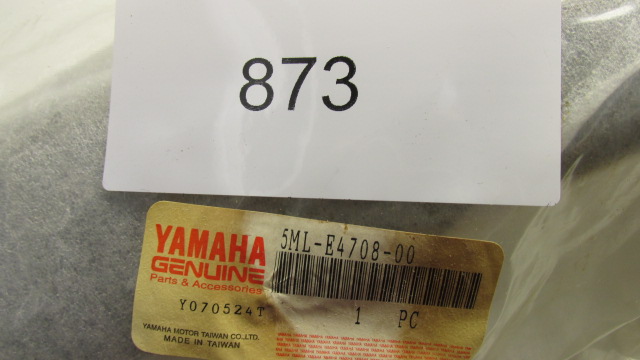 873
YAMAHA
GENUINE
Parts & Accessories
5ML-E4708-00
Y070524T
1 PC
YAMAHA MOTOR TAIWAN CO.,LTD.
MADE IN TAIWAN